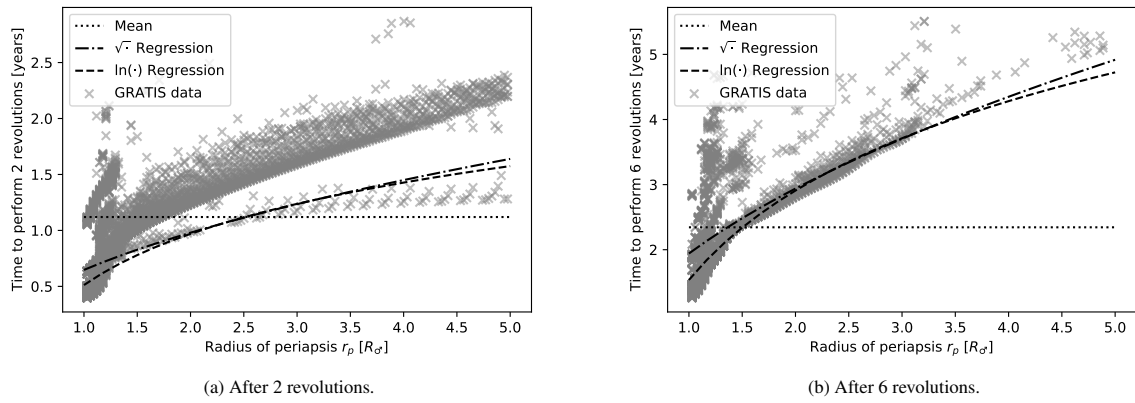 Mean
√· Regression
ln(·) Regression
GRATIS data
Time to perform 2 revolutions [years]
2.5
2.0
1.5
1.0
0.5
1.0 1.5 2.0 2.5 3.0 3.5 4.0 4.5 5.0
Radius of periapsis r_p [R_♂]
(a) After 2 revolutions.
Mean
√· Regression
ln(·) Regression
GRATIS data
Time to perform 6 revolutions [years]
5
4
3
2
1.0 1.5 2.0 2.5 3.0 3.5 4.0 4.5 5.0
Radius of periapsis r_p [R_♂]
(b) After 6 revolutions.